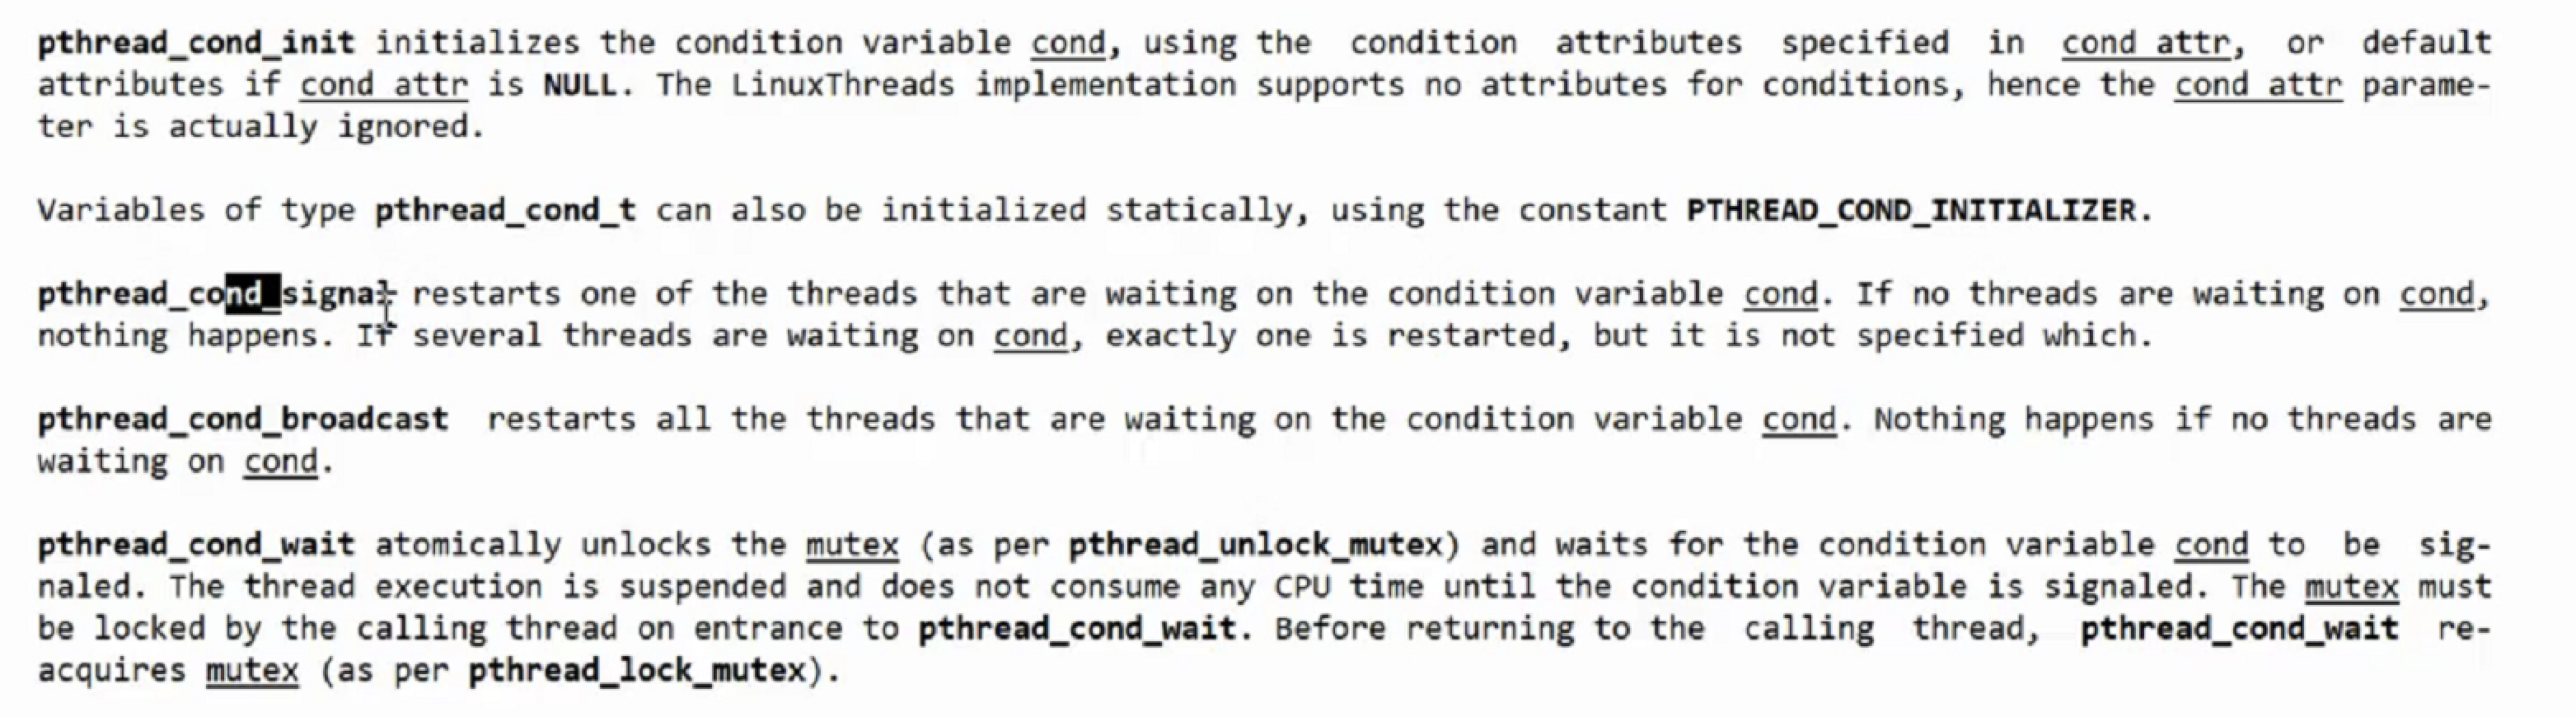 pthread_cond_init initializes the condition variable cond, using the condition attributes specified in cond attr, or default
attributes if cond attr is NULL. The LinuxThreads implementation supports no attributes for conditions, hence the cond attr parame-
ter is actually ignored.
Variables of type pthread_cond_t can also be initialized statically, using the constant PTHREAD_COND_INITIALIZER.
pthread_cond_signal restarts one of the threads that are waiting on the condition variable cond. If no threads are waiting on cond,
nothing happens. If several threads are waiting on cond, exactly one is restarted, but it is not specified which.
pthread_cond_broadcast restarts all the threads that are waiting on the condition variable cond. Nothing happens if no threads are
waiting on cond.
pthread_cond_wait atomically unlocks the mutex (as per pthread_unlock_mutex) and waits for the condition variable cond to be sig-
naled. The thread execution is suspended and does not consume any CPU time until the condition variable is signaled. The mutex must
be locked by the calling thread on entrance to pthread_cond_wait. Before returning to the calling thread, pthread_cond_wait re-
acquires mutex (as per pthread_lock_mutex).